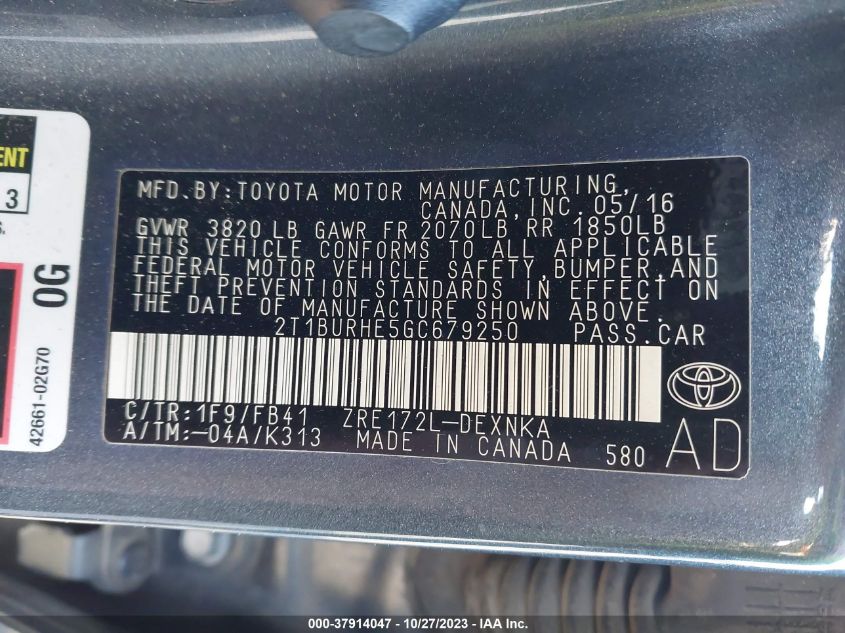 ENT
3
S.
OG
42661-02G70
MFD. BY: TOYOTA MOTOR MANUFACTURING,
CANADA, INC. 05/16
GVWR 3820 LB GAWR FR 2070LB RR 1850LB
THIS VEHICLE CONFORMS TO ALL APPLICABLE
FEDERAL MOTOR VEHICLE SAFETY, BUMPER, AND
THEFT PREVENTION STANDARDS IN EFFECT ON
THE DATE OF MANUFACTURE SHOWN ABOVE.
2T1BURHE5GC679250 PASS. CAR
C/TR: 1F9/FB41 ZRE172L-DEXNKA
A/TM: -04A/K313 MADE IN CANADA 580 AD
000-37914047 - 10/27/2023 - IAA Inc.